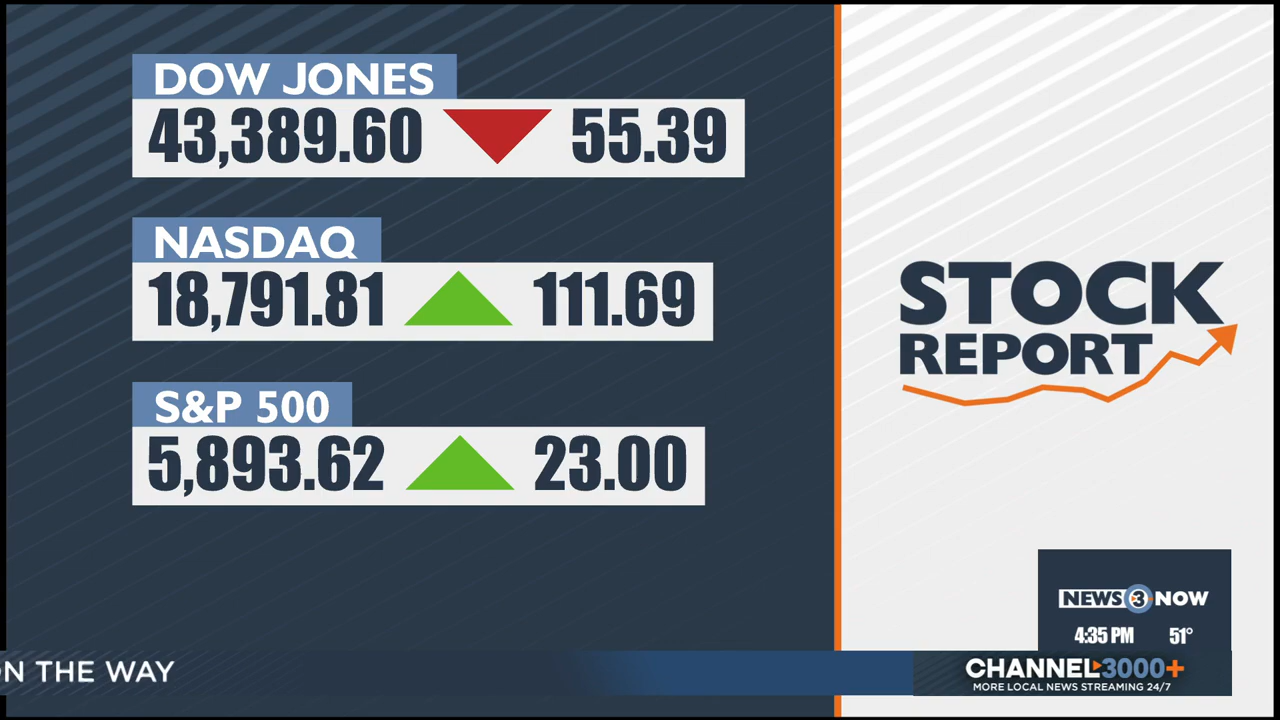 DOW JONES
43,389.60 55.39
NASDAQ
18,791.81 111.69
S&P 500
5,893.62 23.00
STOCK
REPORT
NEWS 3 NOW
4:35 PM 51°
ON THE WAY
CHANNEL3000+
MORE LOCAL NEWS STREAMING 24/7